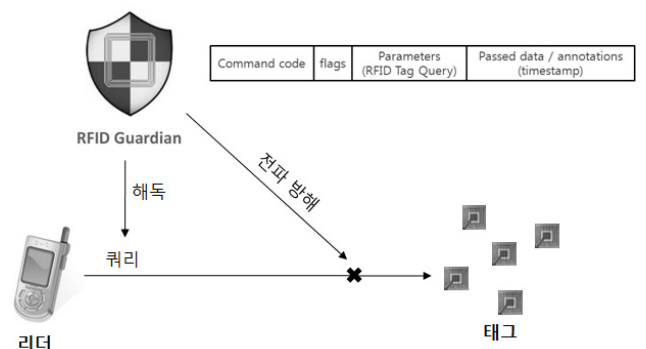 Command code
flags
Parameters
(RFID Tag Query)
Passed data / annotations
(timestamp)
RFID Guardian
해독
전파 방해
쿼리
리더
태그